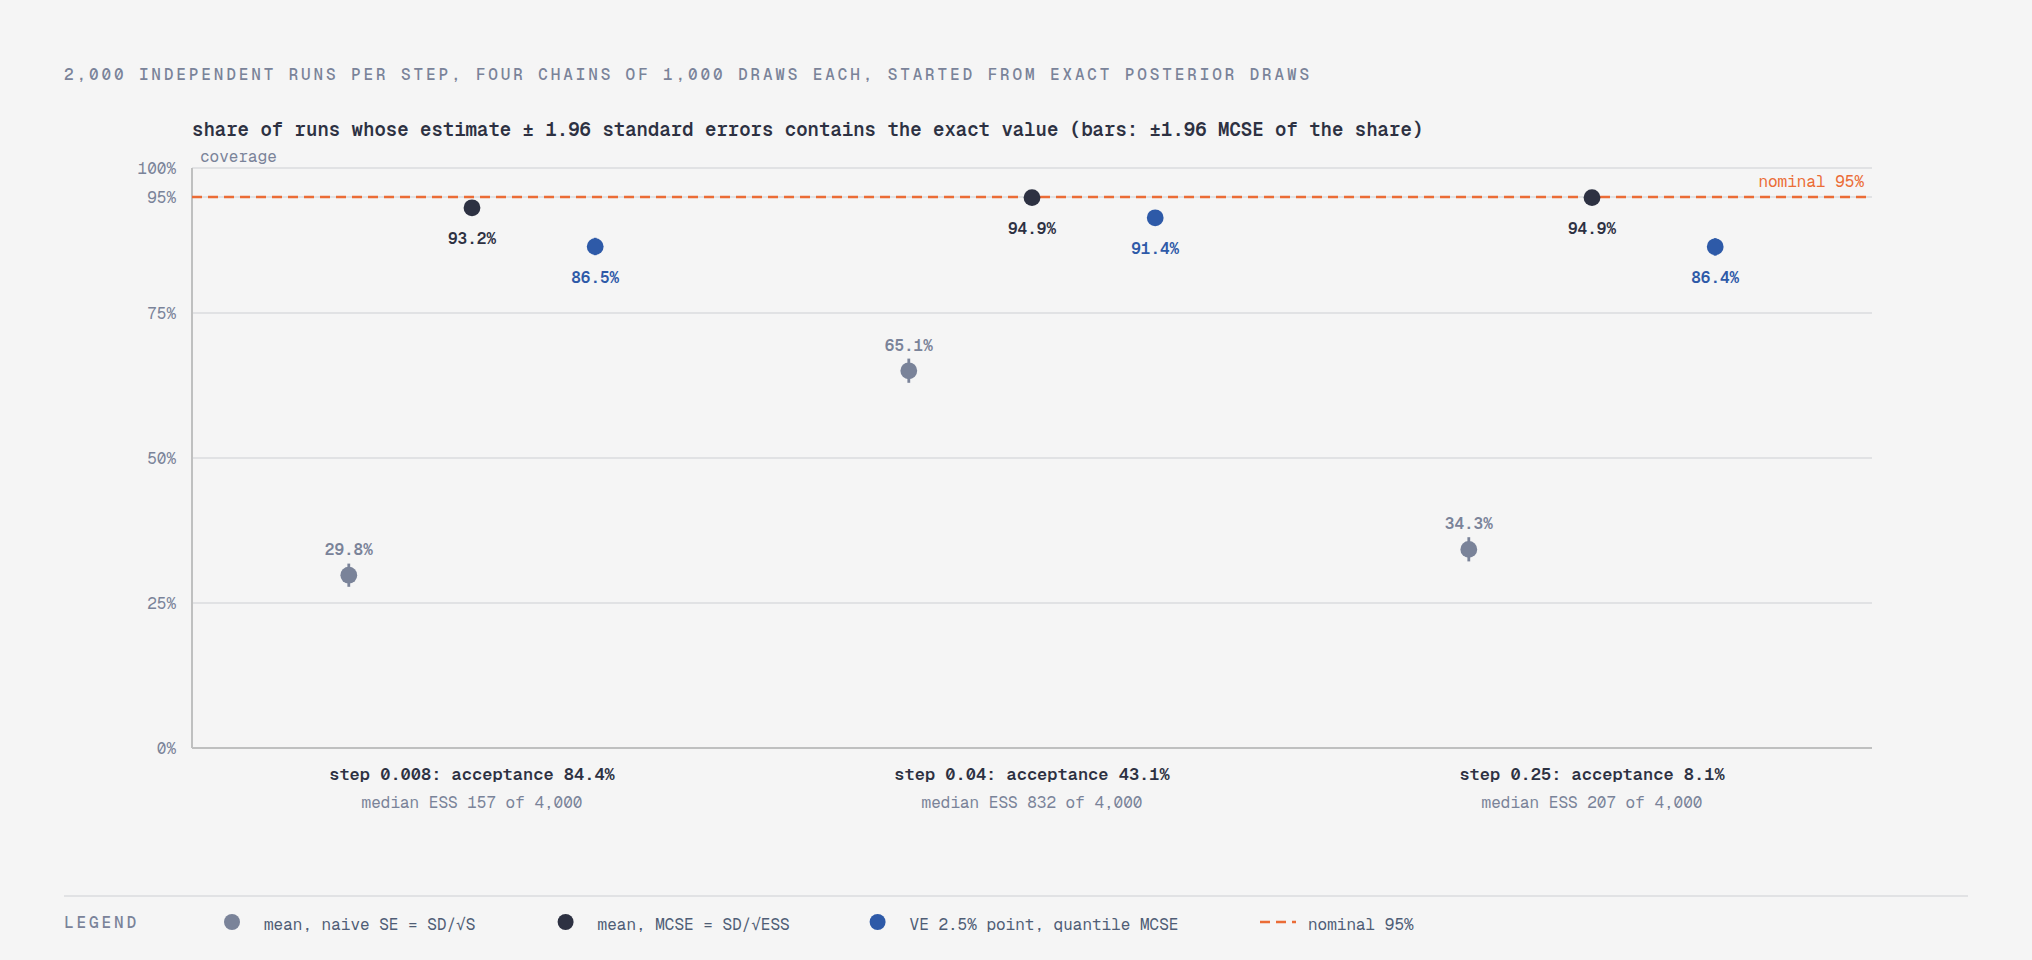 2,000 INDEPENDENT RUNS PER STEP, FOUR CHAINS OF 1,000 DRAWS EACH, STARTED FROM EXACT POSTERIOR DRAWS
share of runs whose estimate ± 1.96 standard errors contains the exact value (bars: ±1.96 MCSE of the share)
coverage
100%
95%
nominal 95%
93.2%
94.9%
94.9%
86.5%
91.4%
86.4%
75%
65.1%
50%
34.3%
29.8%
25%
0%
step 0.008: acceptance 84.4%
median ESS 157 of 4,000
step 0.04: acceptance 43.1%
median ESS 832 of 4,000
step 0.25: acceptance 8.1%
median ESS 207 of 4,000
LEGEND
mean, naive SE = SD/√S
mean, MCSE = SD/√ESS
VE 2.5% point, quantile MCSE
nominal 95%